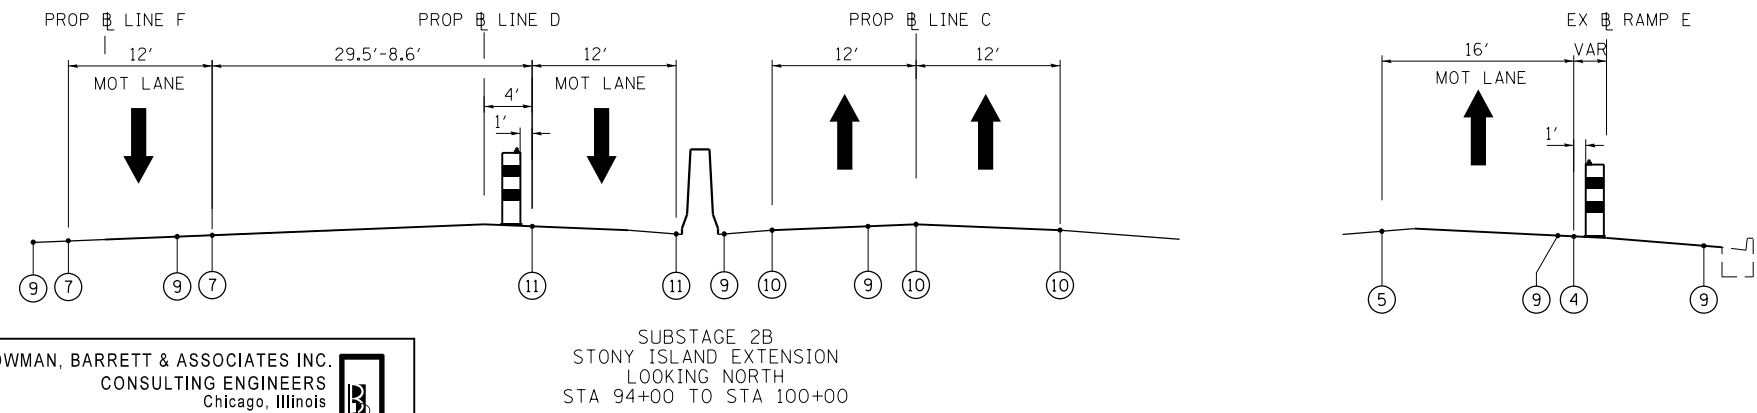 PROP ℄ LINE F
PROP ℄ LINE D
PROP ℄ LINE C
EX ℄ RAMP E
12'
29.5'-8.6'
12'
12'
12'
16'
VAR
MOT LANE
MOT LANE
MOT LANE
4'
1'
1'
9
7
9
7
11
11
9
10
9
10
10
5
9
4
9
SUBSTAGE 2B
STONY ISLAND EXTENSION
LOOKING NORTH
STA 94+00 TO STA 100+00
OWMAN, BARRETT & ASSOCIATES INC.
CONSULTING ENGINEERS
Chicago, Illinois